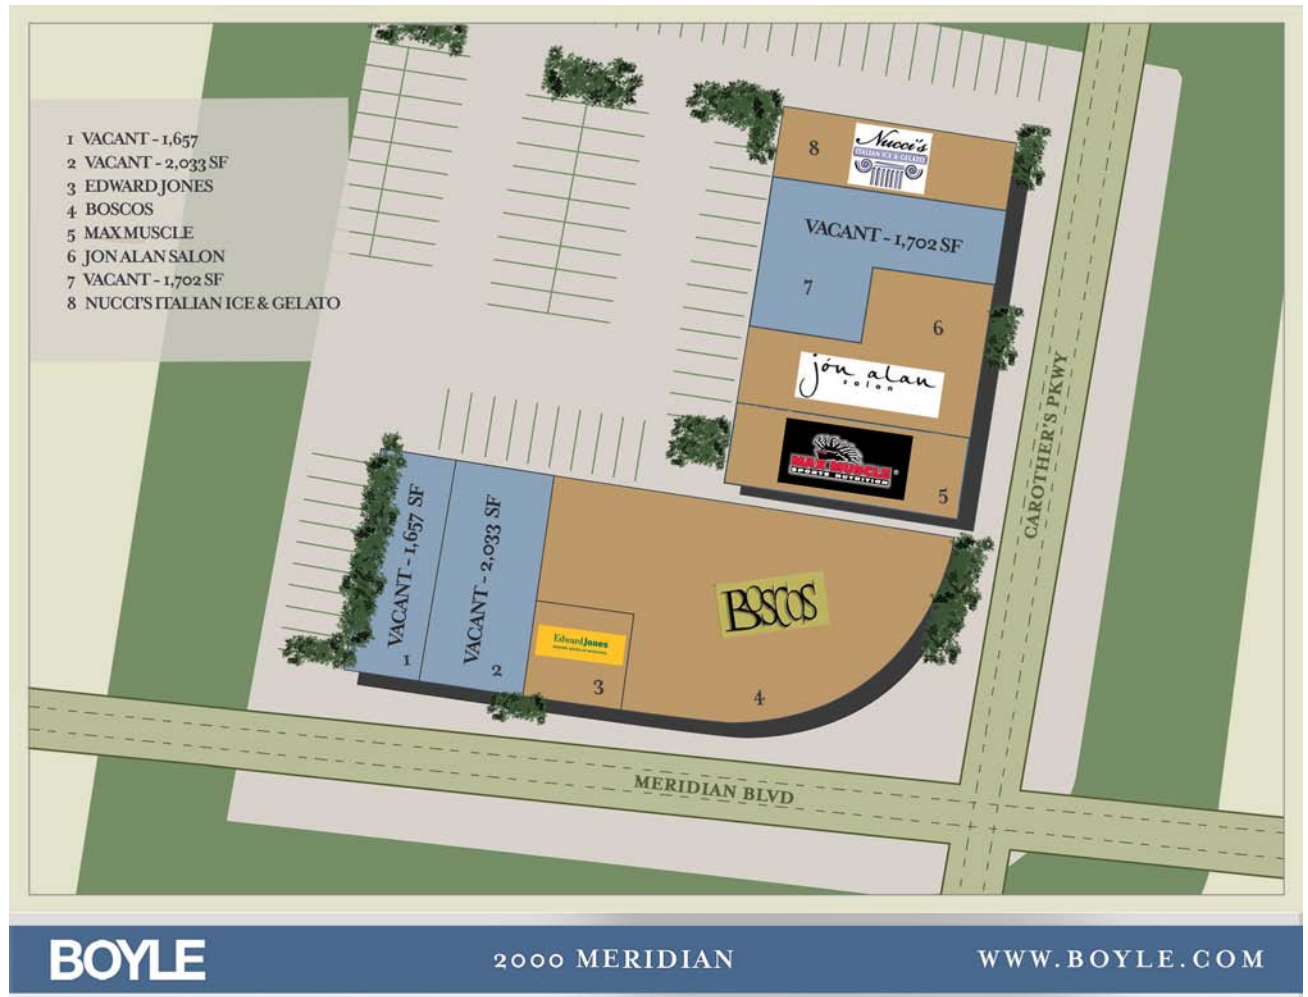 1 VACANT - 1,657
2 VACANT - 2,033 SF
3 EDWARD JONES
4 BOSCOS
5 MAX MUSCLE
6 JON ALAN SALON
7 VACANT - 1,702 SF
8 NUCCI'S ITALIAN ICE & GELATO
8
Nucci's
ITALIAN ICE & GELATO
VACANT - 1,702 SF
7
6
jón alan
salon
MAX MUSCLE®
SPORTS NUTRITION
5
CAROTHER'S PKWY
VACANT - 1,657 SF
1
VACANT - 2,033 SF
2
Edward Jones
3
BOSCOS
4
MERIDIAN BLVD
BOYLE
2000 MERIDIAN
WWW.BOYLE.COM